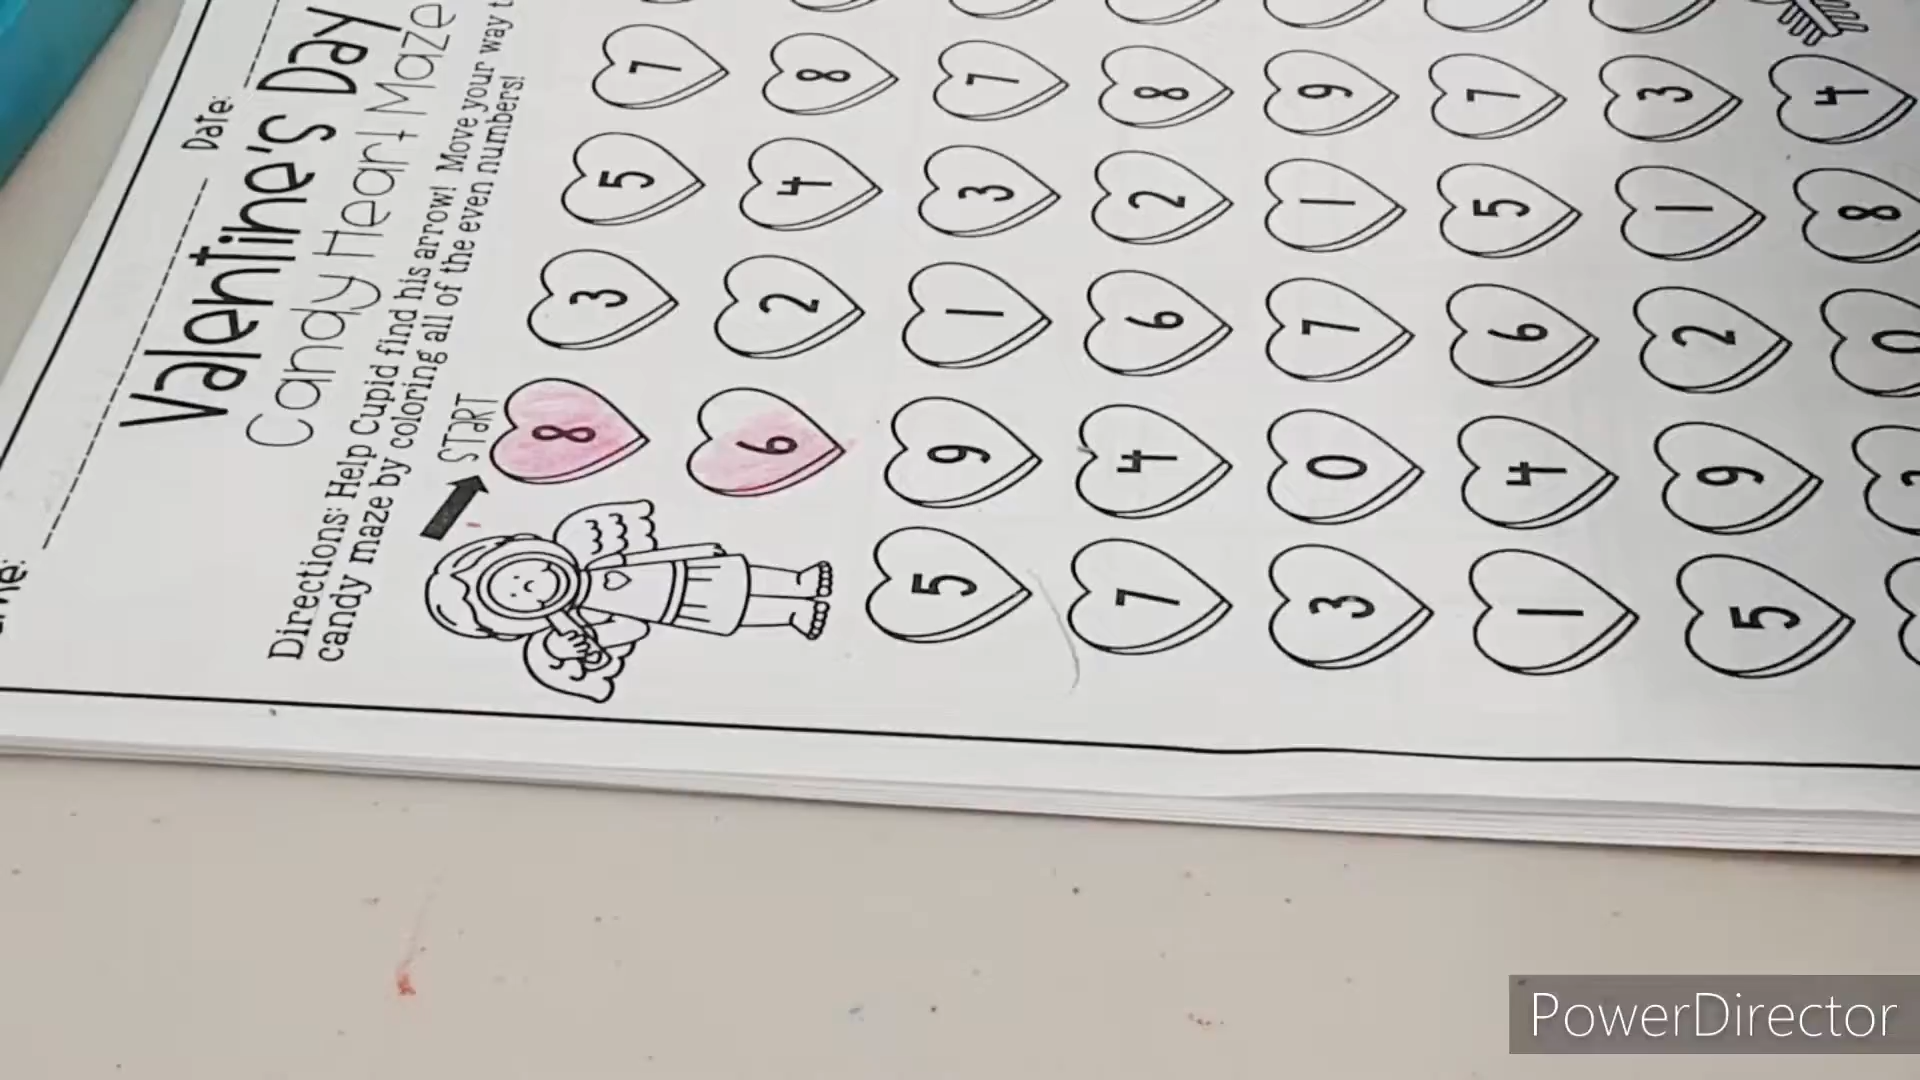 Date:
Valentine's Day
Candy Heart Maze
Directions: Help Cupid find his arrow! Move your way
candy maze by coloring all of the even numbers!
START
8 3 5 7
6 2 4 8
5 9 1 3 7
7 4 6 2 8
3 0 7 1 9
1 4 6 5 7
5 9 2 1 3
0 8 4
PowerDirector